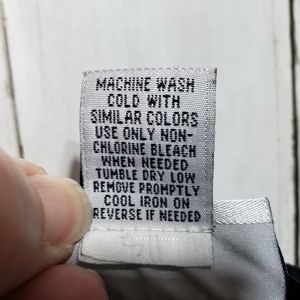 MACHINE WASH
COLD WITH
SIMILAR COLORS
USE ONLY NON-
CHLORINE BLEACH
WHEN NEEDED
TUMBLE DRY LOW
REMOVE PROMPTLY
COOL IRON ON
REVERSE IF NEEDED